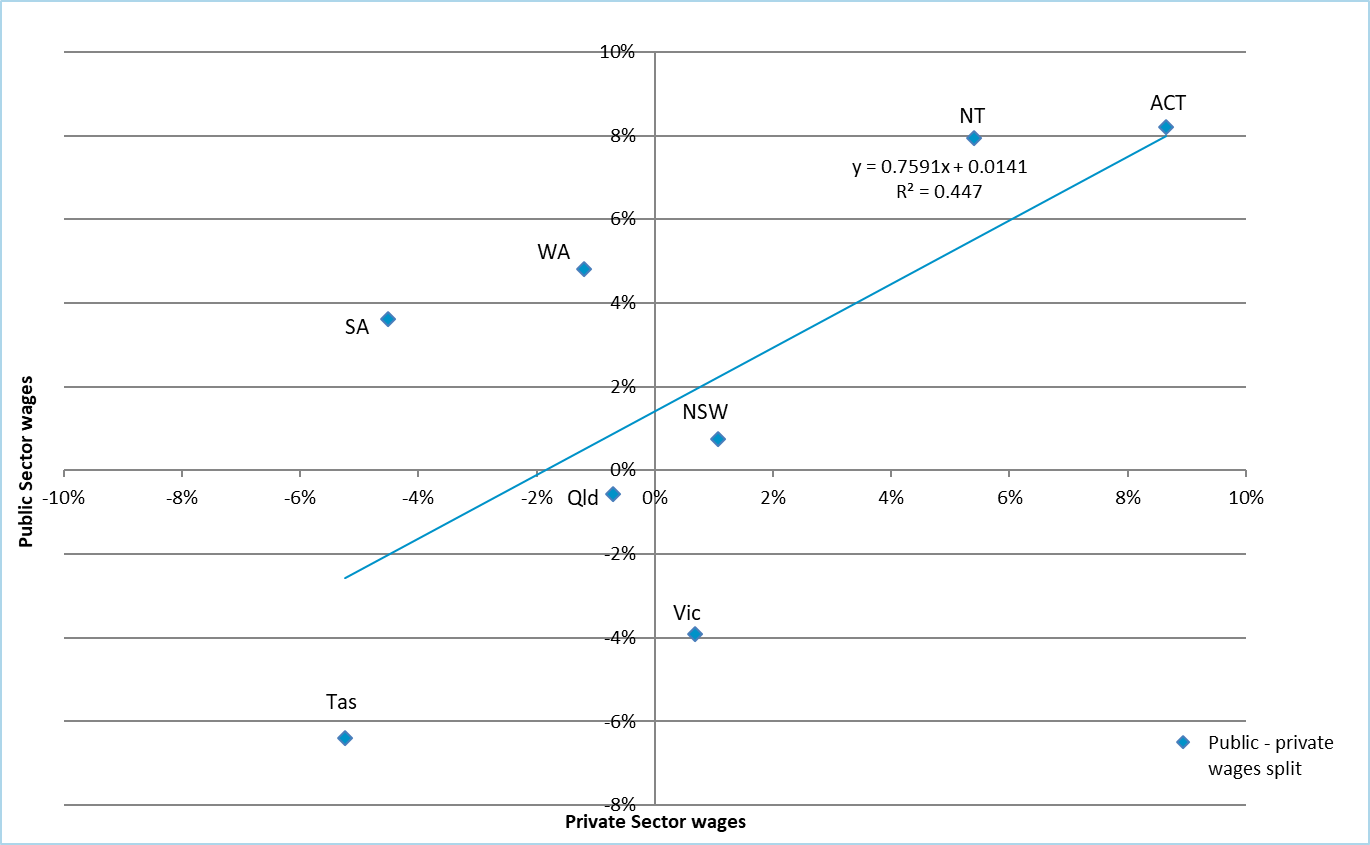 10%
ACT
NT
8%
y = 0.7591x + 0.0141
R² = 0.447
6%
WA
4%
SA
2%
NSW
0%
-10%
-8%
-6%
-4%
-2%
Qld
0%
2%
4%
6%
8%
10%
Public Sector wages
-2%
Vic
-4%
Tas
-6%
Public - private
wages split
-8%
Private Sector wages